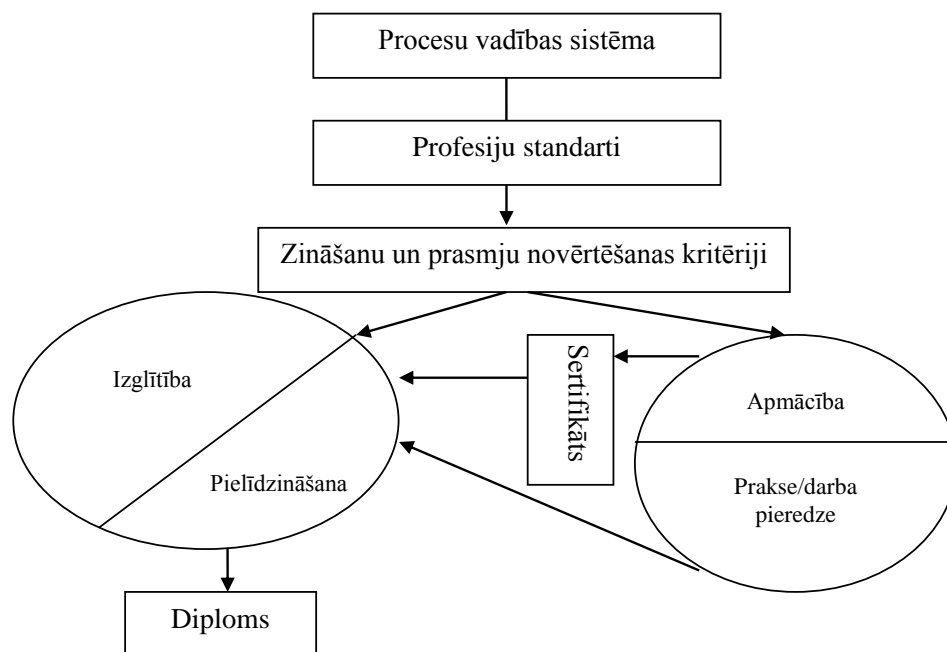 Procesu vadības sistēma
Profesiju standarti
Zināšanu un prasmju novērtēšanas kritēriji
Izglītība
Pielīdzināšana
Sertifikāts
Apmācība
Prakse/darba
pieredze
Diploms